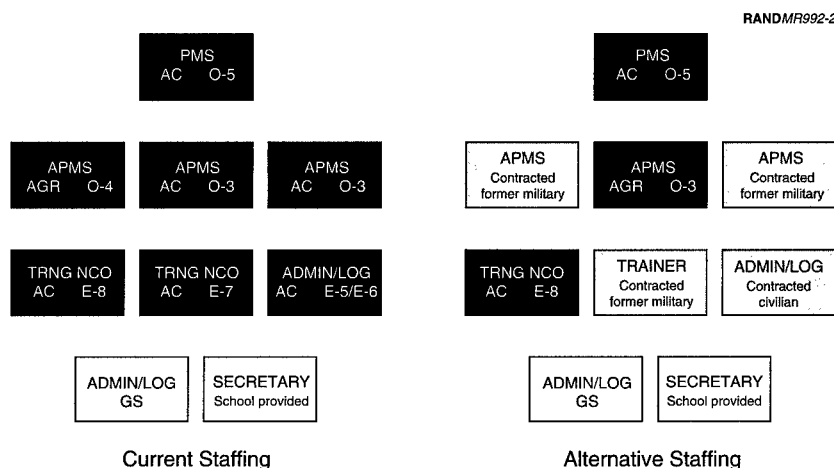 RANDMR992-2
PMS
AC O-5
APMS
AGR O-4
APMS
AC O-3
APMS
AC O-3
TRNG NCO
AC E-8
TRNG NCO
AC E-7
ADMIN/LOG
AC E-5/E-6
ADMIN/LOG
GS
SECRETARY
School provided
Current Staffing
PMS
AC O-5
APMS
Contracted
former military
APMS
AGR O-3
APMS
Contracted
former military
TRNG NCO
AC E-8
TRAINER
Contracted
former military
ADMIN/LOG
Contracted
civilian
ADMIN/LOG
GS
SECRETARY
School provided
Alternative Staffing